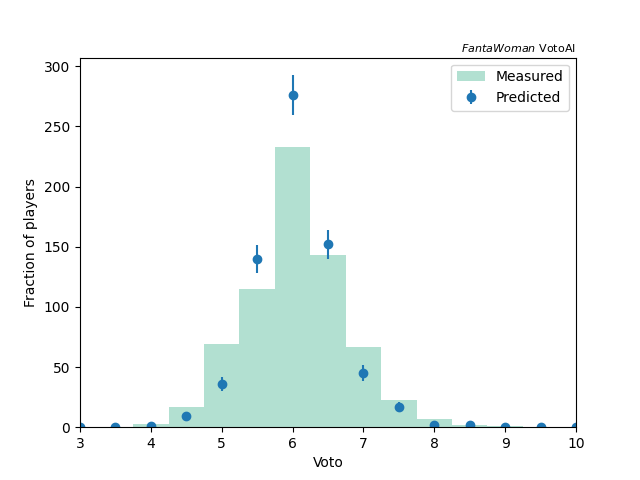 FantaWoman VotoAI
Measured
Predicted
Fraction of players
300
250
200
150
100
50
0
3 4 5 6 7 8 9 10
Voto